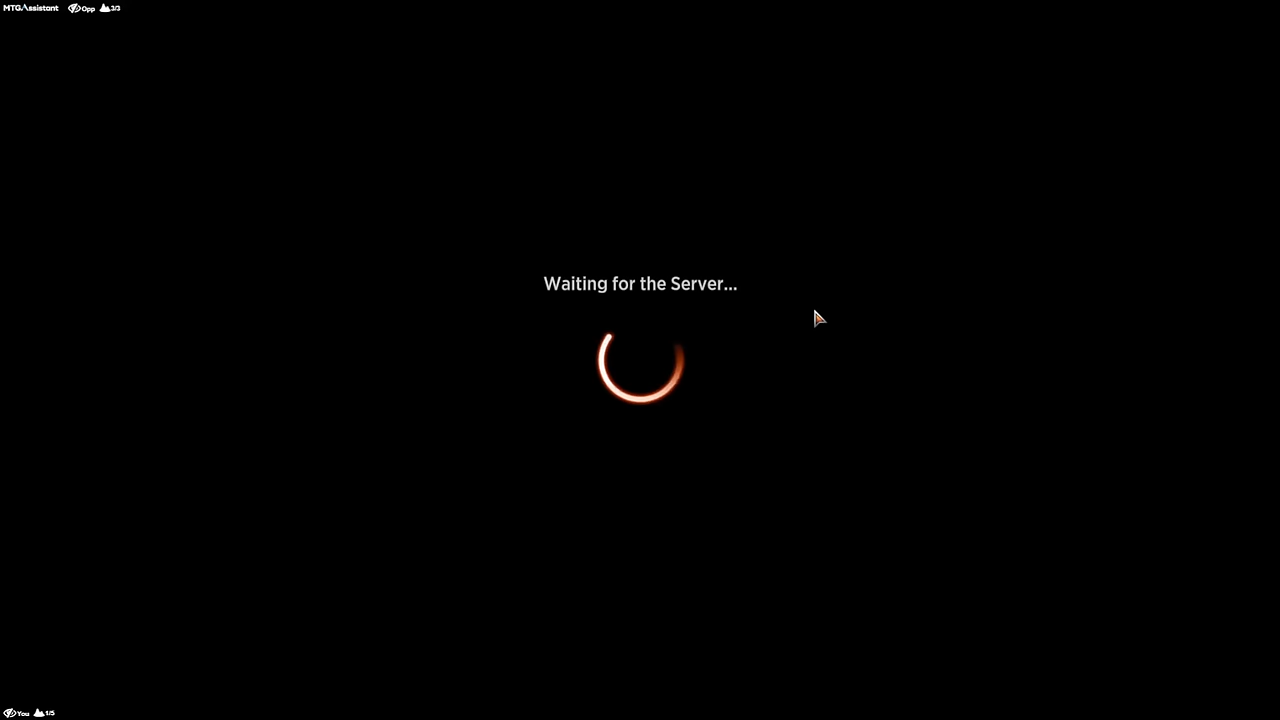 MTGAssistant Opp 3/3
Waiting for the Server...
You 1/5